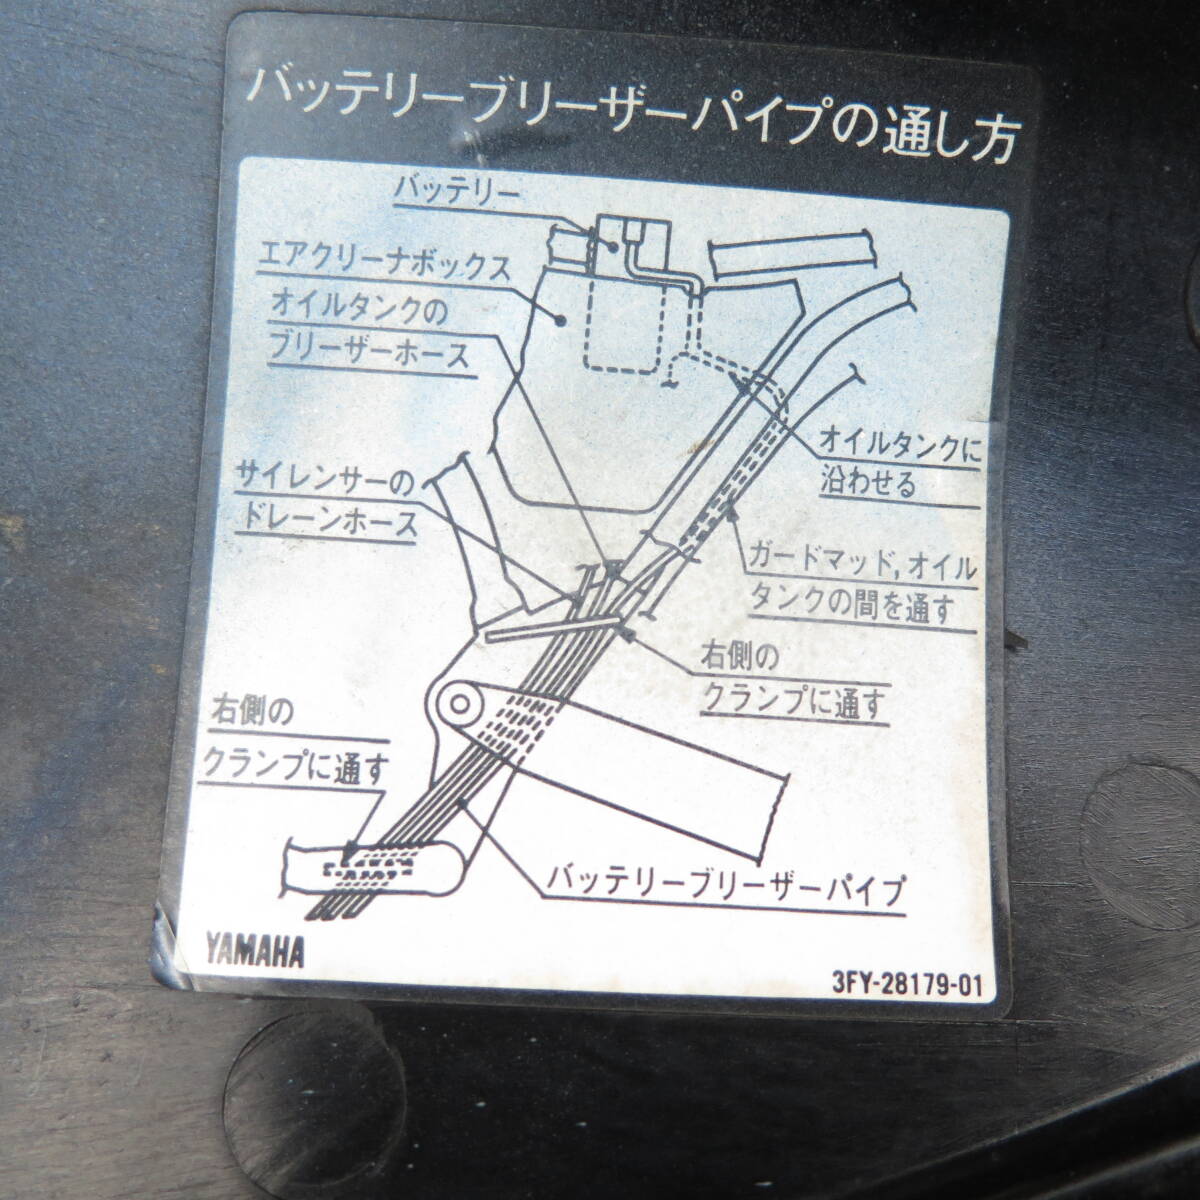 バッテリーブリーザーパイプの通し方
バッテリー
エアクリーナボックス
オイルタンクの
ブリーザーホース
オイルタンクに
沿わせる
サイレンサーの
ドレーンホース
ガードマッド,オイル
タンクの間を通す
右側の
クランプに通す
右側の
クランプに通す
バッテリーブリーザーパイプ
YAMAHA
3FY-28179-01